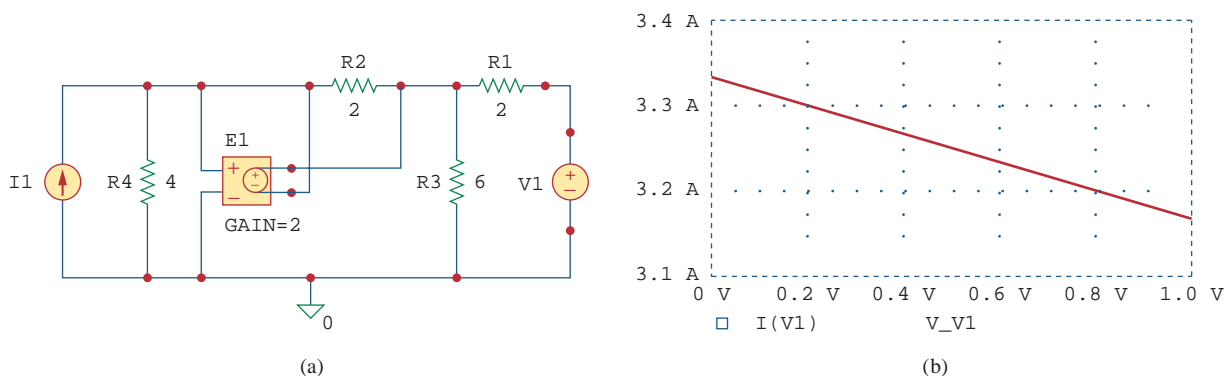 R2
R1
2
2
E1
I1
R4
4
+
−
+
−
R3
6
V1
+
−
GAIN=2
0
(a)
3.4 A
3.3 A
3.2 A
3.1 A
0 V 0.2 V 0.4 V 0.6 V 0.8 V 1.0 V
I(V1) V_V1
(b)